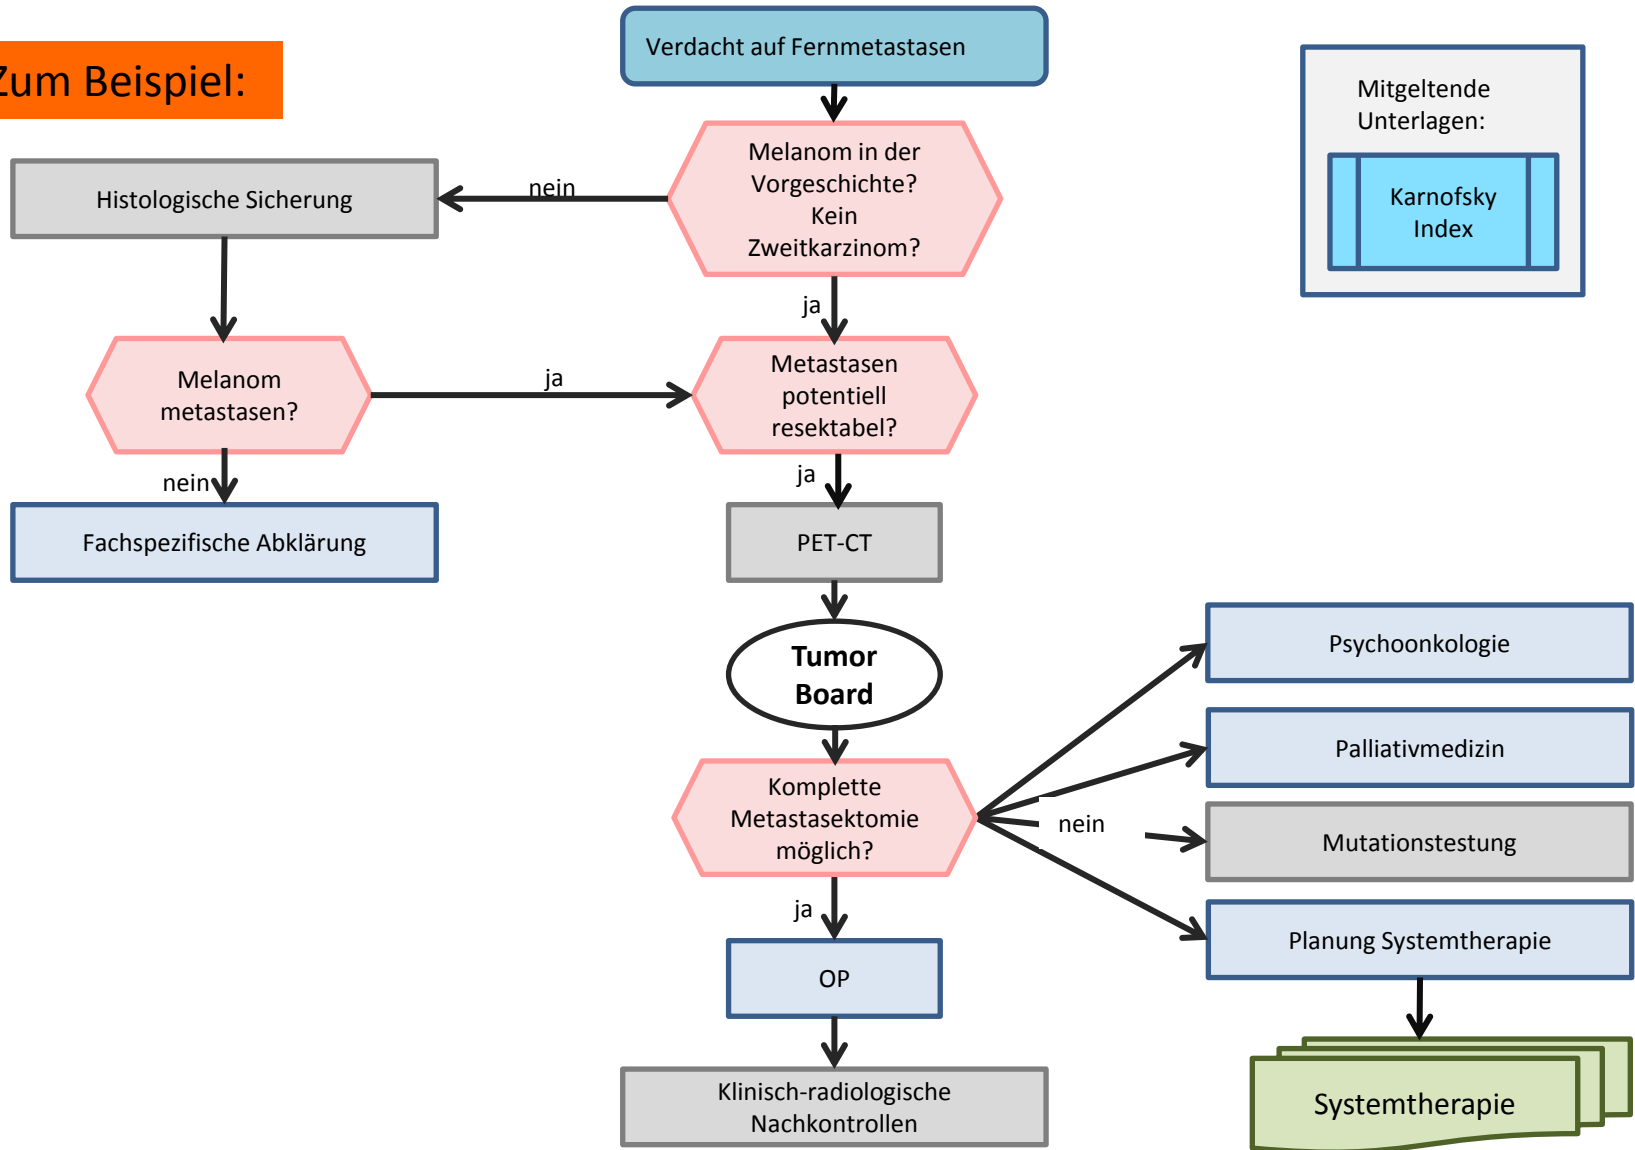 Zum Beispiel:
Verdacht auf Fernmetastasen
Mitgeltende
Unterlagen:
Karnofsky
Index
Melanom in der
Vorgeschichte?
Kein
Zweitkarzinom?
nein
Histologische Sicherung
ja
Melanom
metastasen?
ja
Metastasen
potentiell
resektabel?
nein
ja
Fachspezifische Abklärung
PET-CT
Tumor
Board
Psychoonkologie
Palliativmedizin
Komplette
Metastasektomie
möglich?
nein
Mutationstestung
ja
Planung Systemtherapie
OP
Klinisch-radiologische
Nachkontrollen
Systemtherapie